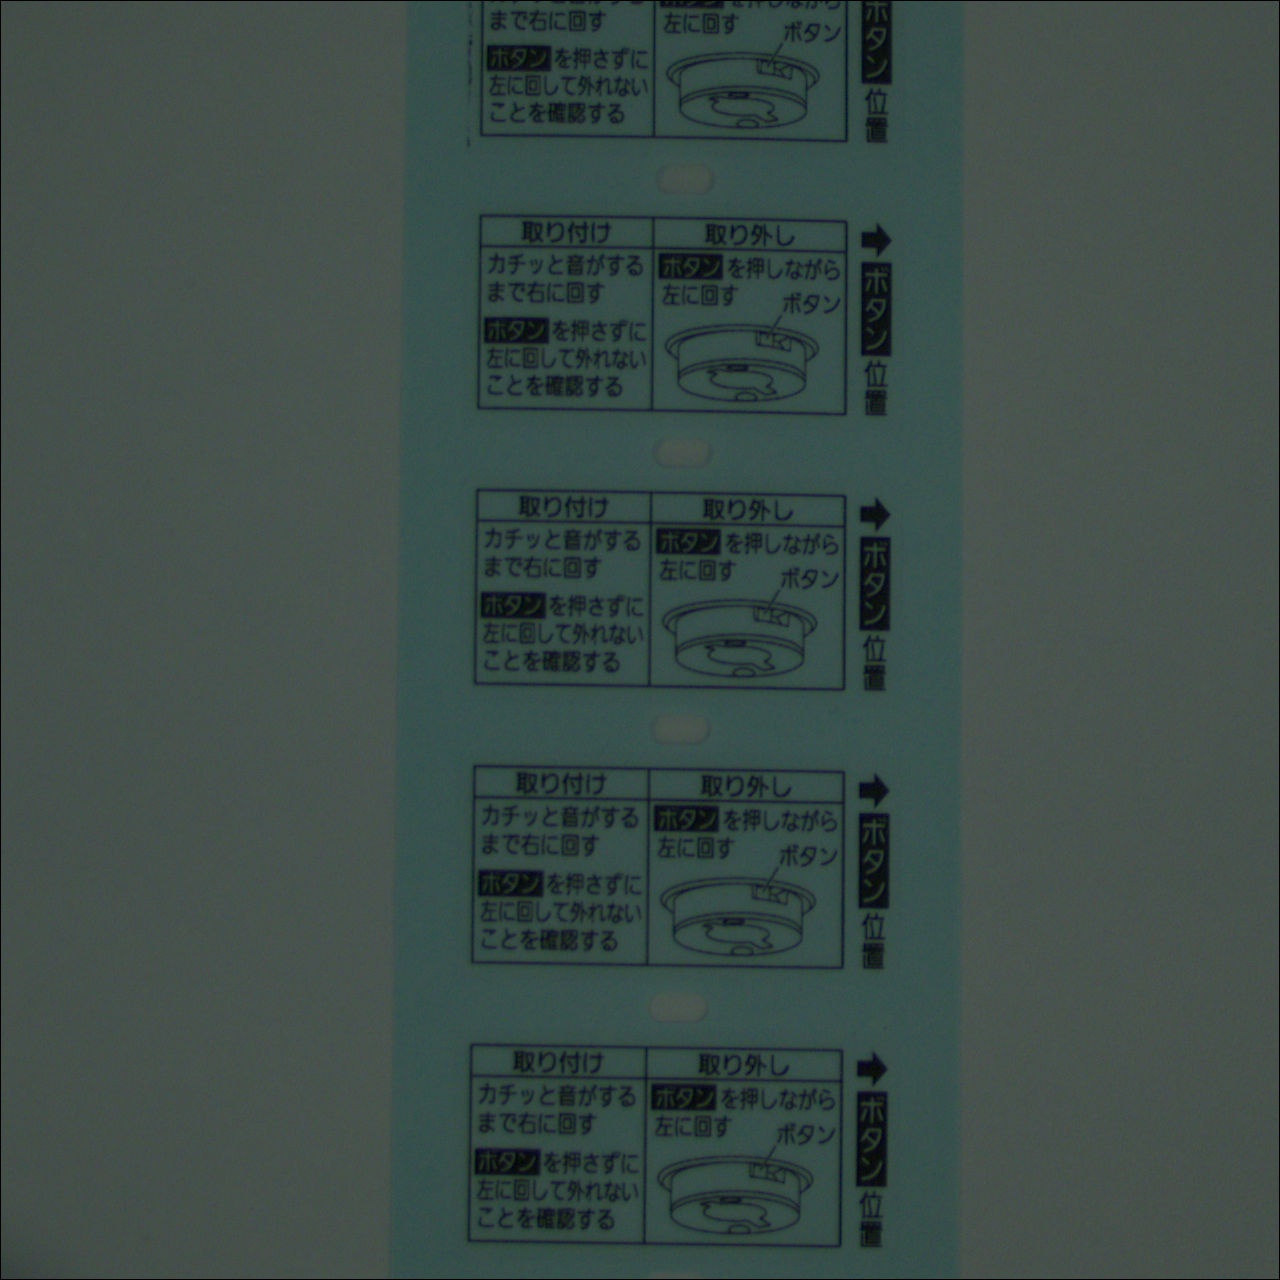 まで右に回す
左に回す
ボタン
ボタンを押さずに
左に回して外れない
ことを確認する
ボタン
位置
取り付け
取り外し
カチッと音がする
まで右に回す
ボタンを押さずに
左に回して外れない
ことを確認する
ボタンを押しながら
左に回す
ボタン
➡ボタン位置
取り付け
取り外し
カチッと音がする
まで右に回す
ボタンを押さずに
左に回して外れない
ことを確認する
ボタンを押しながら
左に回す
ボタン
➡ボタン位置
取り付け
取り外し
カチッと音がする
まで右に回す
ボタンを押さずに
左に回して外れない
ことを確認する
ボタンを押しながら
左に回す
ボタン
➡ボタン位置
取り付け
取り外し
カチッと音がする
まで右に回す
ボタンを押さずに
左に回して外れない
ことを確認する
ボタンを押しながら
左に回す
ボタン
➡ボタン位置